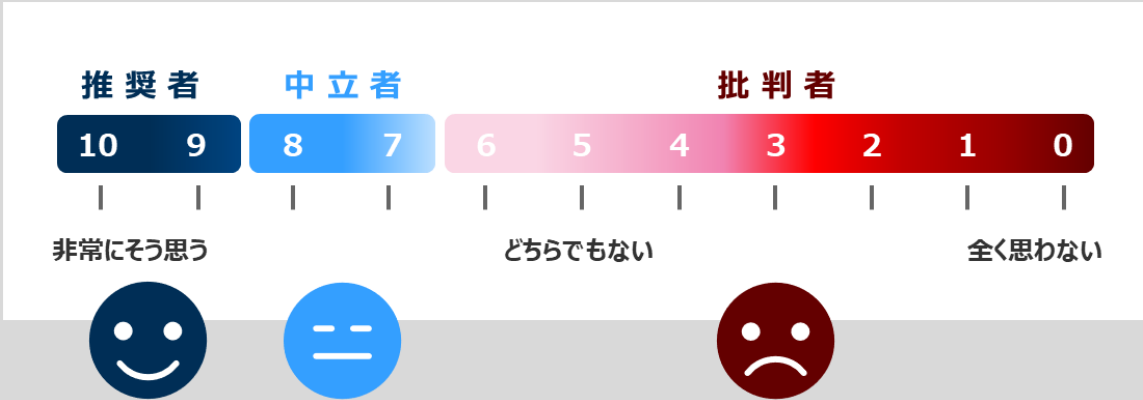 推奨者 中立者 批判者
10 9 8 7 6 5 4 3 2 1 0
非常にそう思う どちらでもない 全く思わない